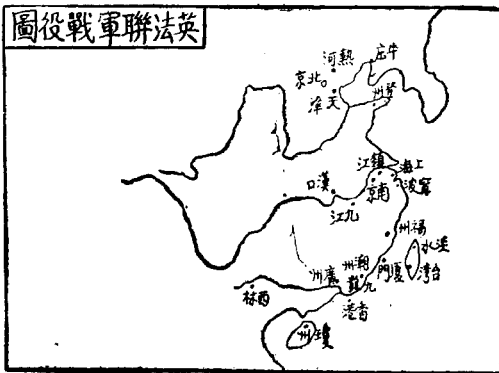 英法聯軍戰役圖
牛庄
熱河
北京
天津
登州
鎮江
上海
南京
寧波
漢口
九江
福州
淡水
台灣
廈門
潮州
廣州
九龍
香港
西林
瓊州